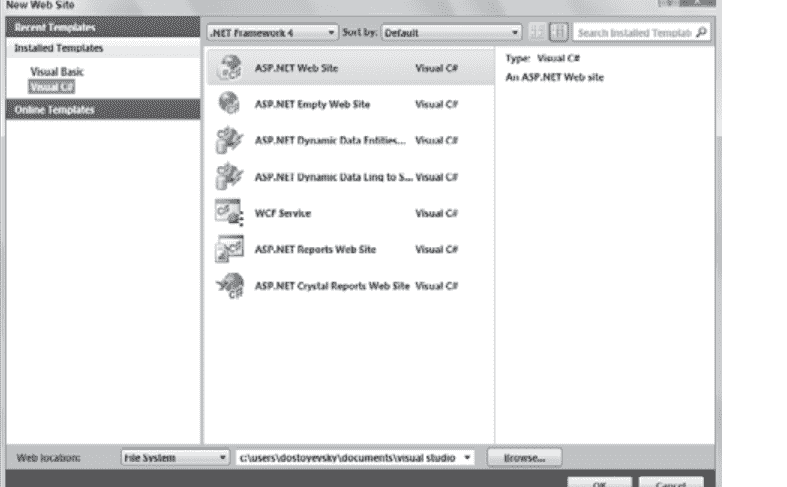 New Web Site
Recent Templates
.NET Framework 4 Sort by: Default Search Installed Templab
Installed Templates
Visual Basic
Visual C#
Online Templates
ASP.NET Web Site Visual C#
ASP.NET Empty Web Site Visual C#
ASP.NET Dynamic Data Entities... Visual C#
ASP.NET Dynamic Data Linq to S... Visual C#
WCF Service Visual C#
ASP.NET Reports Web Site Visual C#
ASP.NET Crystal Reports Web Site Visual C#
Type: Visual C#
An ASP.NET Web site
Web location: File System c:\users\dostoyevsky\documents\visual studio Browse...
OK Cancel